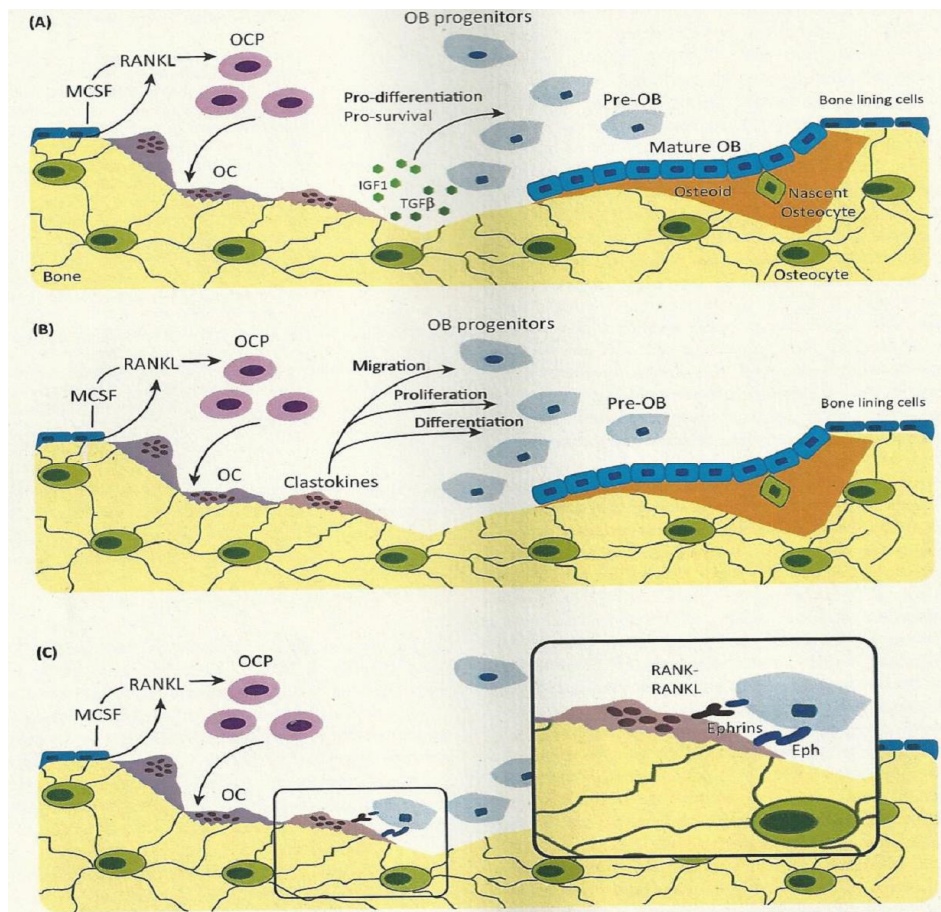 (A)
OB progenitors
OCP
RANKL
MCSF
Pro-differentiation
Pro-survival
Pre-OB
Bone lining cells
Mature OB
OC
IGF1
TGFβ
Osteoid
Nascent
Osteocyte
Bone
Osteocyte
(B)
OB progenitors
OCP
RANKL
Migration
MCSF
Proliferation
Pre-OB
Bone lining cells
Differentiation
OC
Clastokines
(C)
OCP
RANKL
MCSF
OC
RANK-
RANKL
Ephrins
Eph